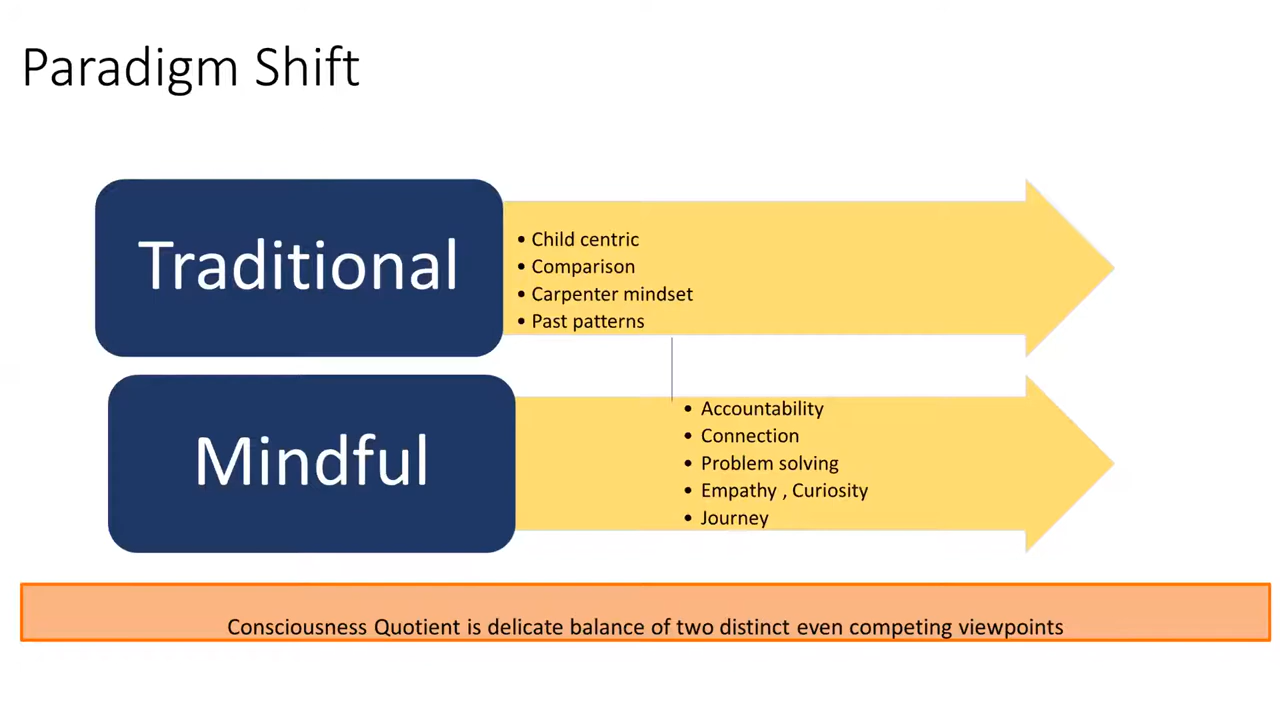 Paradigm Shift
Traditional
• Child centric
• Comparison
• Carpenter mindset
• Past patterns
Mindful
• Accountability
• Connection
• Problem solving
• Empathy , Curiosity
• Journey
Consciousness Quotient is delicate balance of two distinct even competing viewpoints